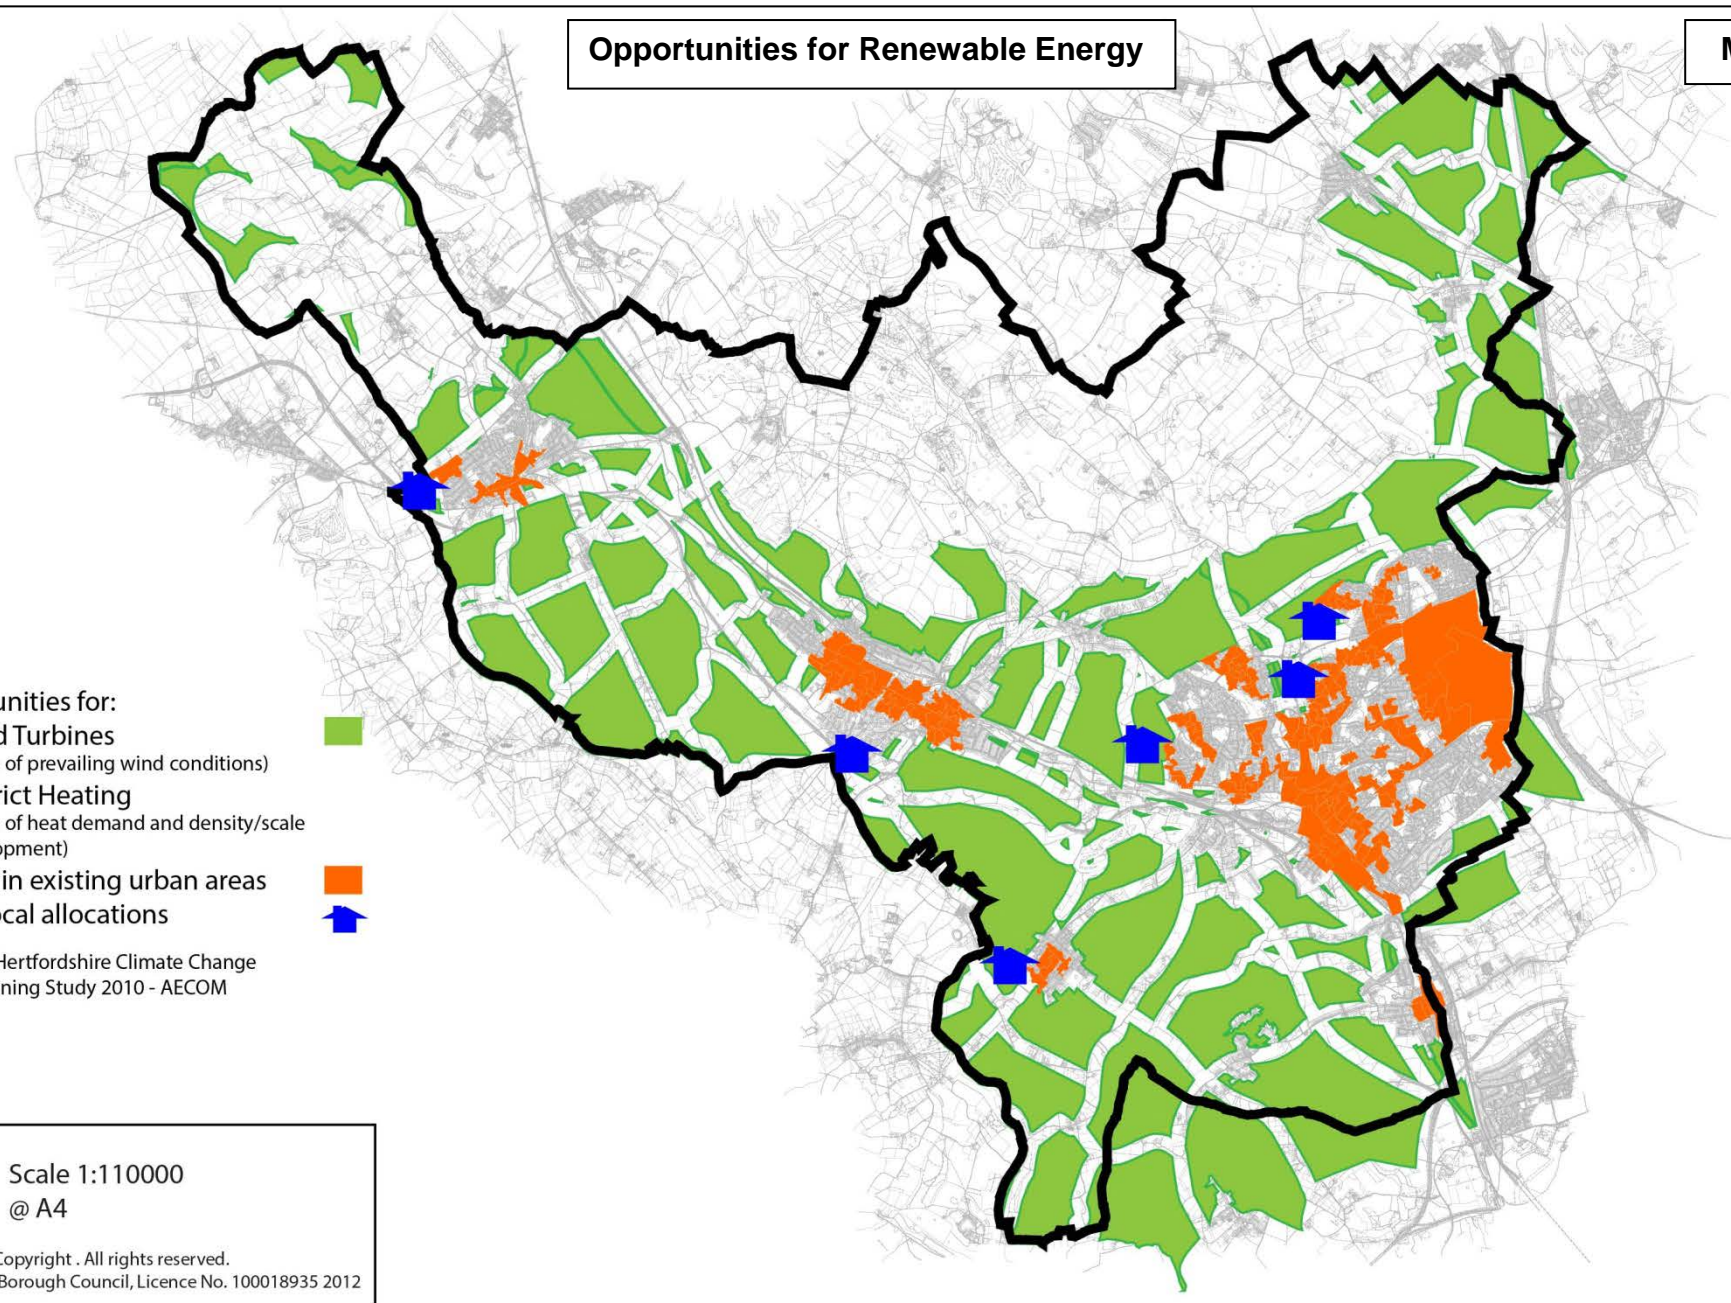 Opportunities for Renewable Energy
M
unities for:
d Turbines
of prevailing wind conditions)
rict Heating
of heat demand and density/scale
opment)
in existing urban areas
ocal allocations
Hertfordshire Climate Change
ning Study 2010 - AECOM
Scale 1:110000
@ A4
Copyright . All rights reserved.
Borough Council, Licence No. 100018935 2012